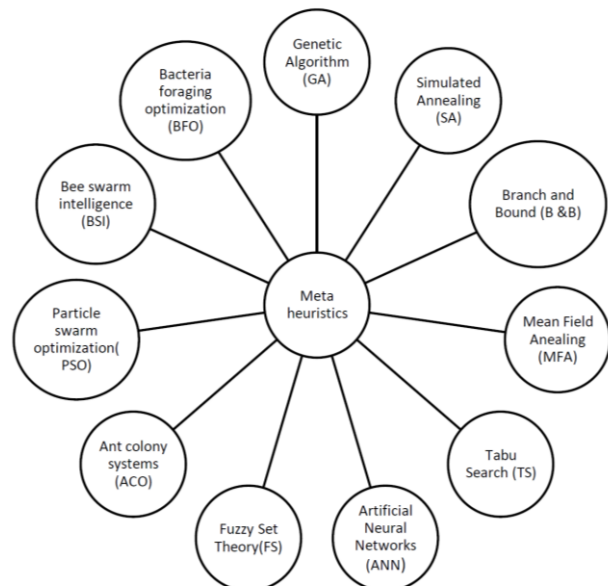 Genetic
Algorithm
(GA)
Simulated
Annealing
(SA)
Branch and
Bound (B &B)
Mean Field
Anealing
(MFA)
Tabu
Search (TS)
Artificial
Neural
Networks
(ANN)
Fuzzy Set
Theory(FS)
Ant colony
systems
(ACO)
Particle
swarm
optimization(
PSO)
Bee swarm
intelligence
(BSI)
Bacteria
foraging
optimization
(BFO)
Meta
heuristics